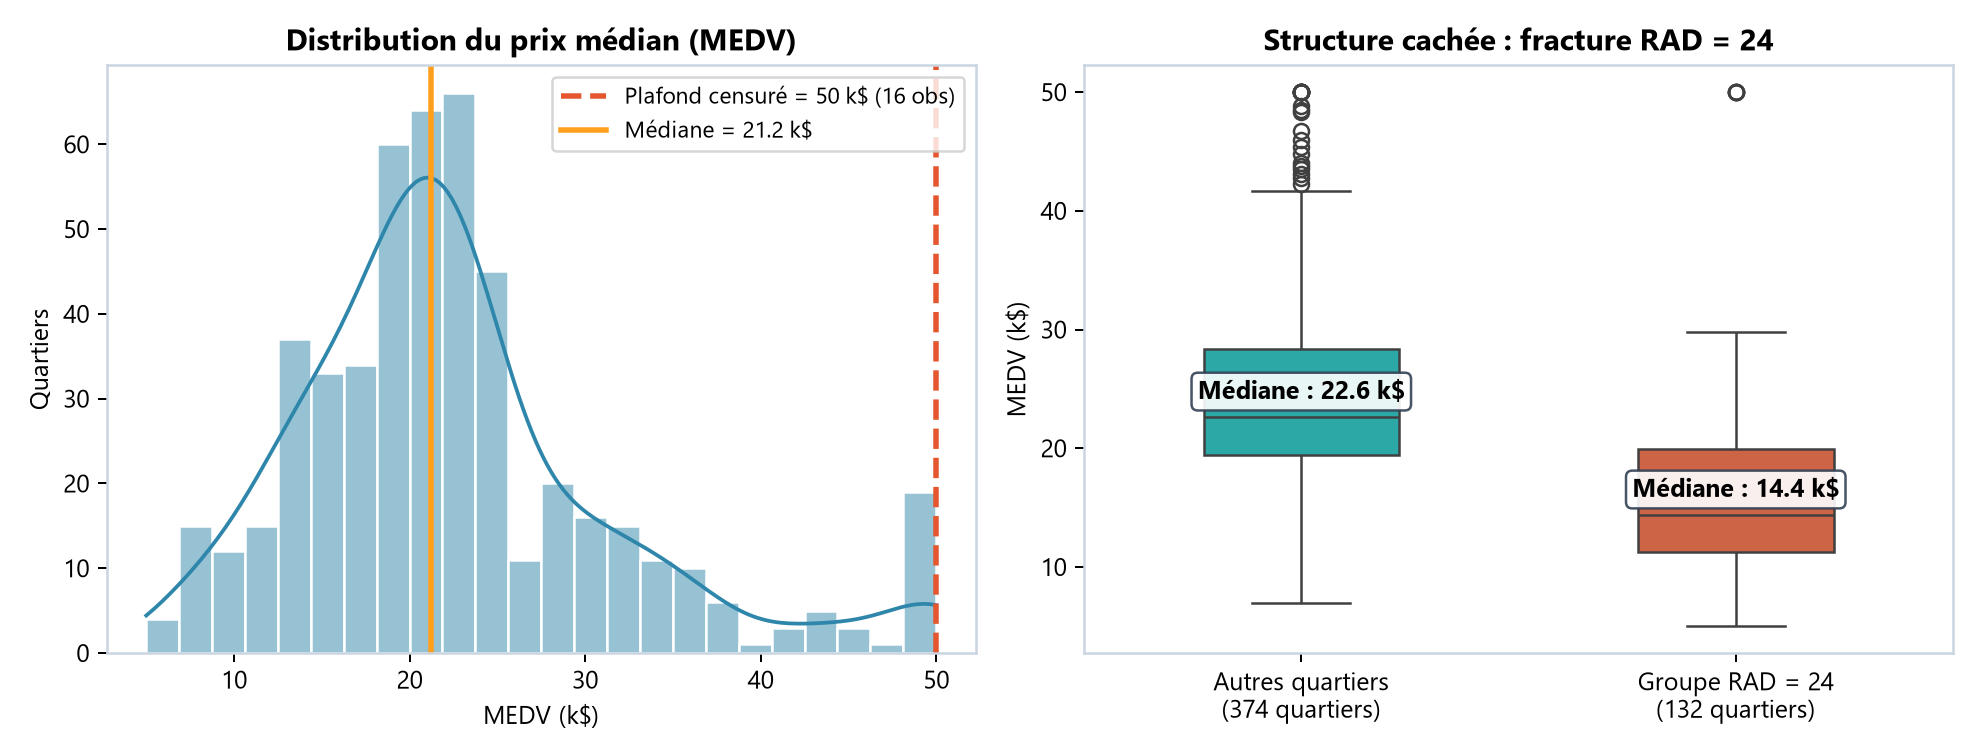 Distribution du prix médian (MEDV)
Plafond censuré = 50 k$ (16 obs)
Médiane = 21.2 k$
Quartiers
60
50
40
30
20
10
0
10
20
30
40
50
MEDV (k$)
Structure cachée : fracture RAD = 24
MEDV (k$)
50
40
30
20
10
Médiane : 22.6 k$
Médiane : 14.4 k$
Autres quartiers
(374 quartiers)
Groupe RAD = 24
(132 quartiers)